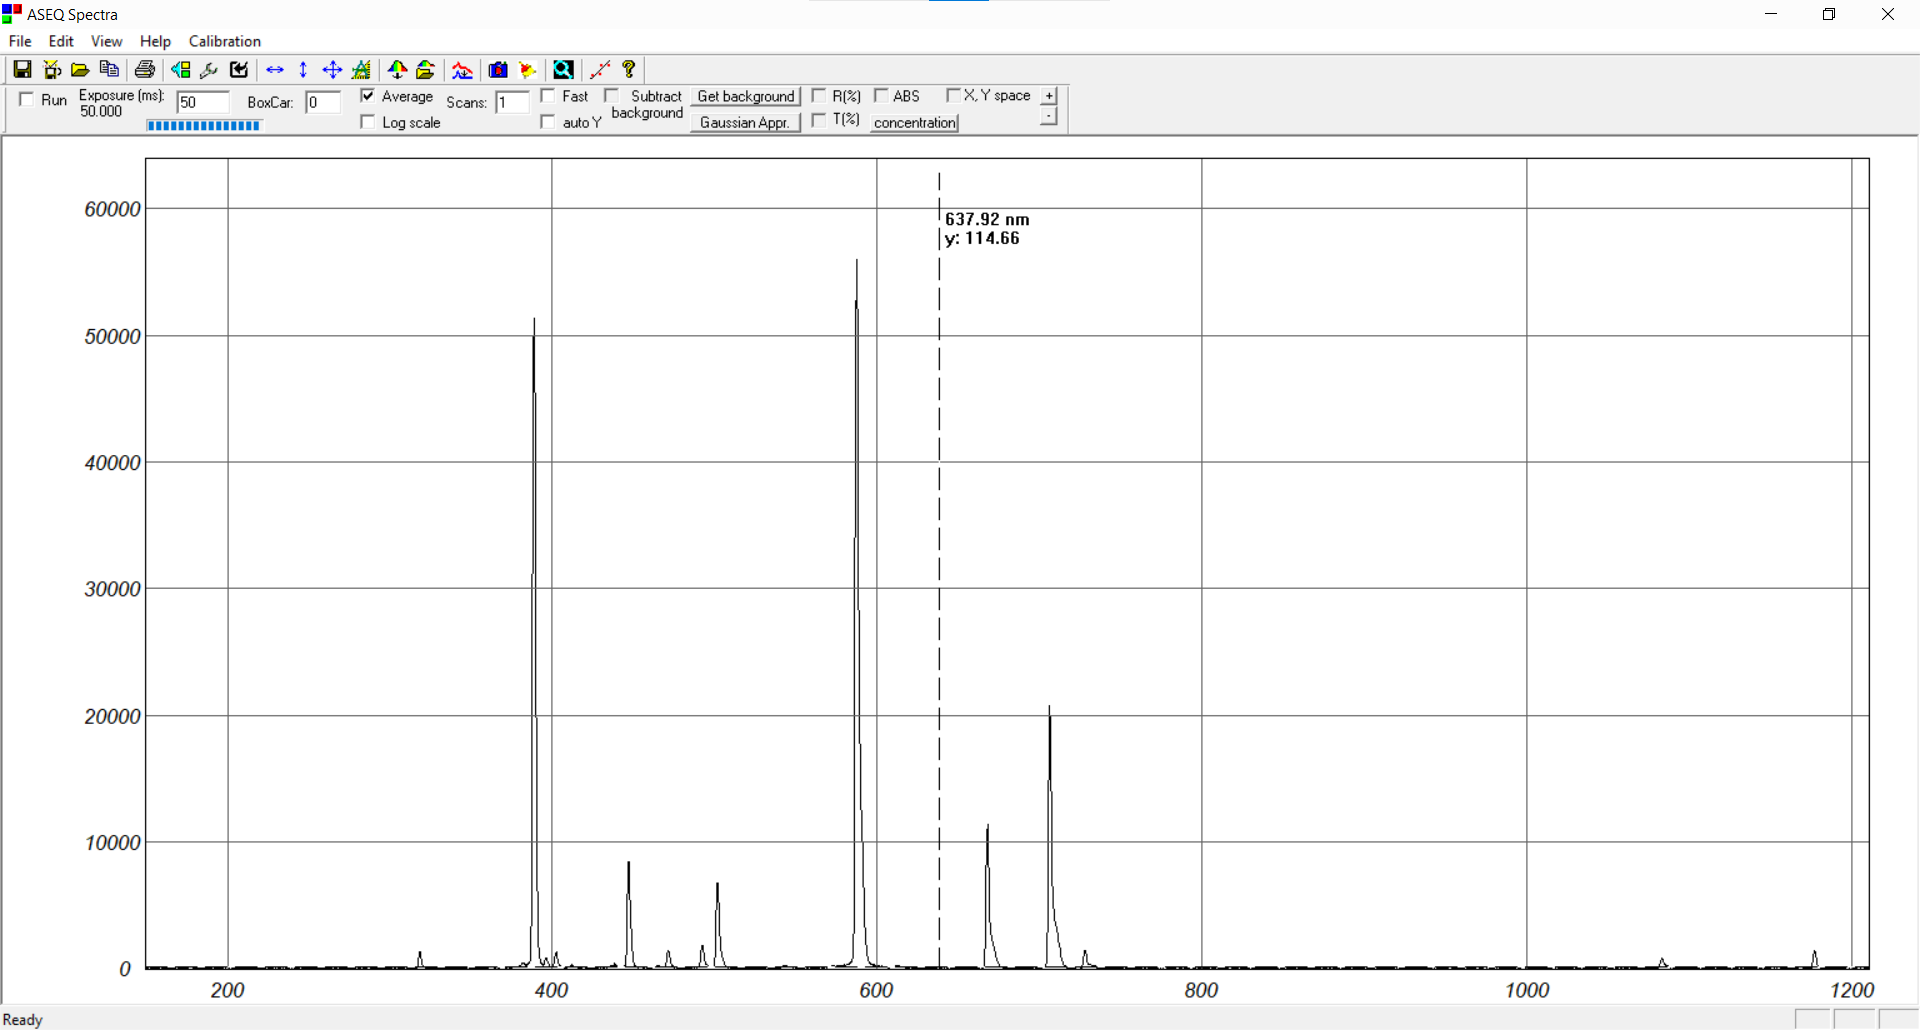 ASEQ Spectra
File Edit View Help Calibration
Run Exposure (ms): 50.000 50 BoxCar: 0 Average Scans: 1 Fast Subtract background Get background R(%) ABS X, Y space +
Log scale auto Y Gaussian Appr. T(%) concentration -
637.92 nm
y: 114.66
60000
50000
40000
30000
20000
10000
0
200 400 600 800 1000 1200
Ready